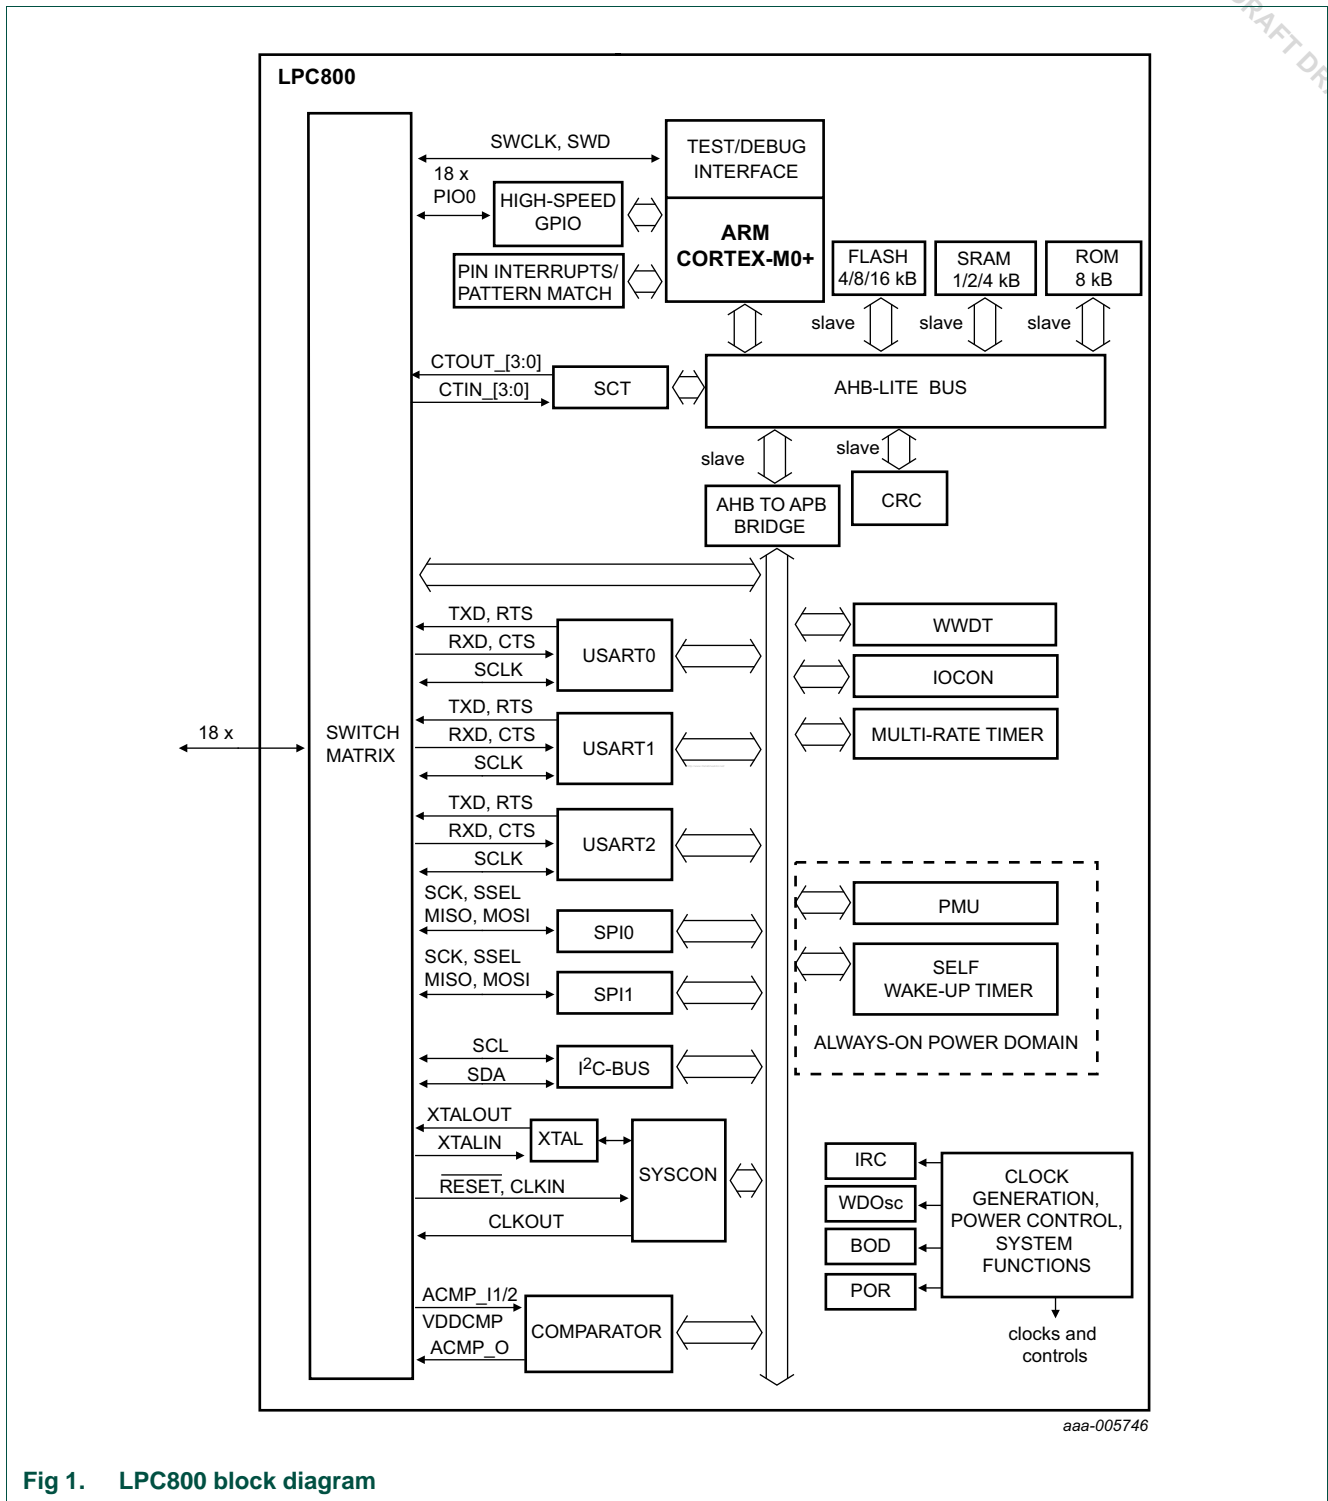 DRAFT DRA
LPC800
SWCLK, SWD
TEST/DEBUG
INTERFACE
18 x
PIO0
HIGH-SPEED
GPIO
ARM
CORTEX-M0+
PIN INTERRUPTS/
PATTERN MATCH
FLASH
4/8/16 kB
SRAM
1/2/4 kB
ROM
8 kB
slave
slave
slave
CTOUT_[3:0]
CTIN_[3:0]
SCT
AHB-LITE BUS
slave
slave
AHB TO APB
BRIDGE
CRC
TXD, RTS
RXD, CTS
SCLK
USART0
WWDT
IOCON
18 x
SWITCH
MATRIX
TXD, RTS
RXD, CTS
SCLK
USART1
MULTI-RATE TIMER
TXD, RTS
RXD, CTS
SCLK
USART2
SCK, SSEL
MISO, MOSI
SPI0
PMU
SCK, SSEL
MISO, MOSI
SPI1
SELF
WAKE-UP TIMER
ALWAYS-ON POWER DOMAIN
SCL
SDA
I2C-BUS
XTALOUT
XTALIN
XTAL
SYSCON
RESET, CLKIN
CLKOUT
IRC
WDOsc
BOD
POR
CLOCK
GENERATION,
POWER CONTROL,
SYSTEM
FUNCTIONS
clocks and
controls
ACMP_I1/2
VDDCMP
ACMP_O
COMPARATOR
aaa-005746
Fig 1. LPC800 block diagram